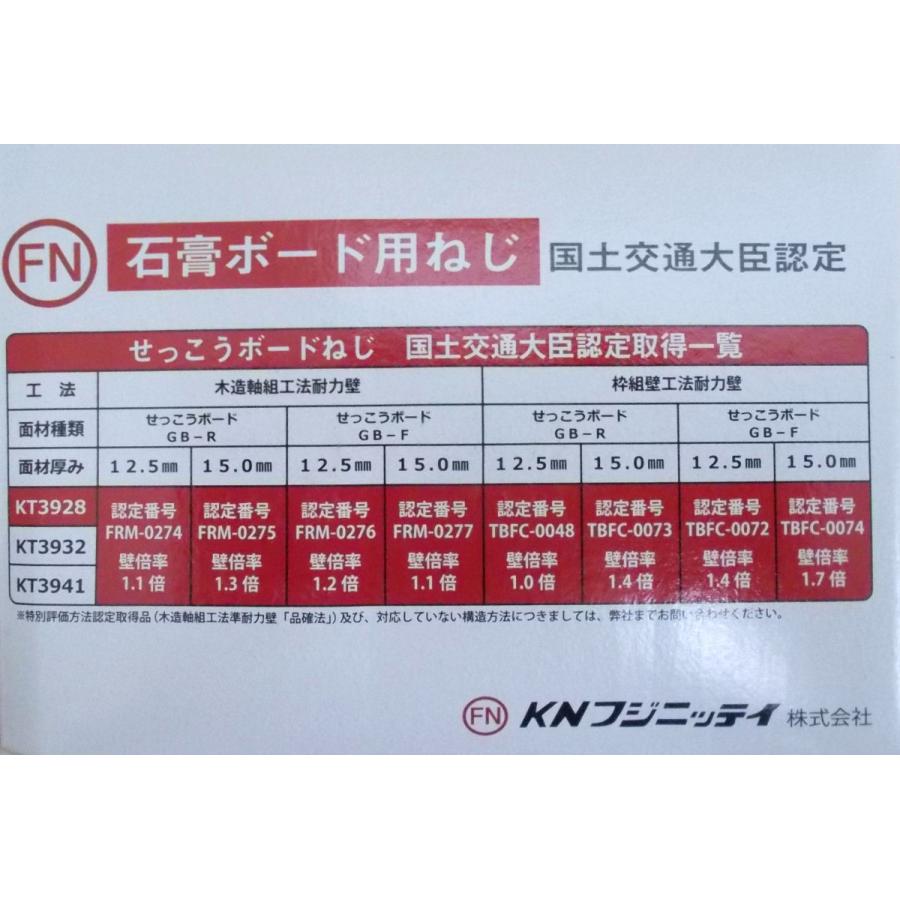 FN 石膏ボード用ねじ 国土交通大臣認定
せっこうボードねじ 国土交通大臣認定取得一覧
工法 木造軸組工法耐力壁 枠組壁工法耐力壁
面材種類 せっこうボード せっこうボード せっこうボード せっこうボード
GB-R GB-F GB-R GB-F
面材厚み 12.5㎜ 15.0㎜ 12.5㎜ 15.0㎜ 12.5㎜ 15.0㎜ 12.5㎜ 15.0㎜
KT3928 認定番号 認定番号 認定番号 認定番号 認定番号 認定番号 認定番号 認定番号
FRM-0274 FRM-0275 FRM-0276 FRM-0277 TBFC-0048 TBFC-0073 TBFC-0072 TBFC-0074
KT3932 壁倍率 壁倍率 壁倍率 壁倍率 壁倍率 壁倍率 壁倍率 壁倍率
KT3941 1.1倍 1.3倍 1.2倍 1.1倍 1.0倍 1.4倍 1.4倍 1.7倍
※特別評価方法認定取得品(木造軸組工法準耐力壁「品確法」)及び、対応していない構造方法につきましては、弊社までお問い合わせください。
FN KNフジニッテイ 株式会社